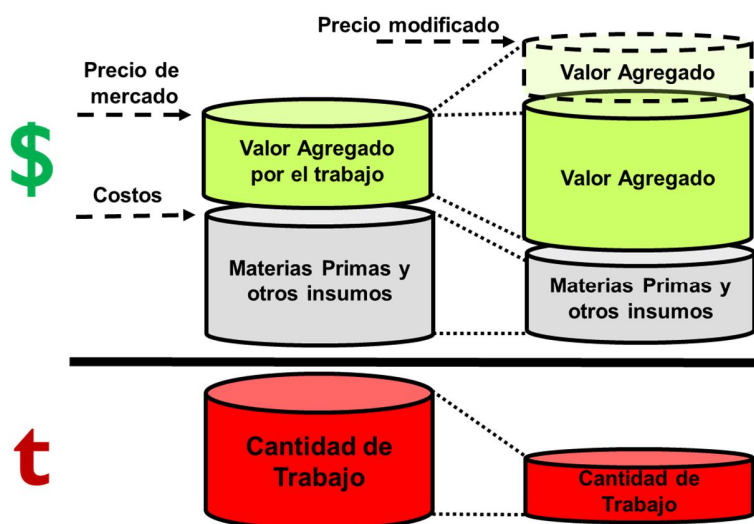 Precio modificado
Precio de
mercado
Valor Agregado
$
Valor Agregado
por el trabajo
Valor Agregado
Costos
Materias Primas y
otros insumos
Materias Primas y
otros insumos
t
Cantidad de
Trabajo
Cantidad de
Trabajo